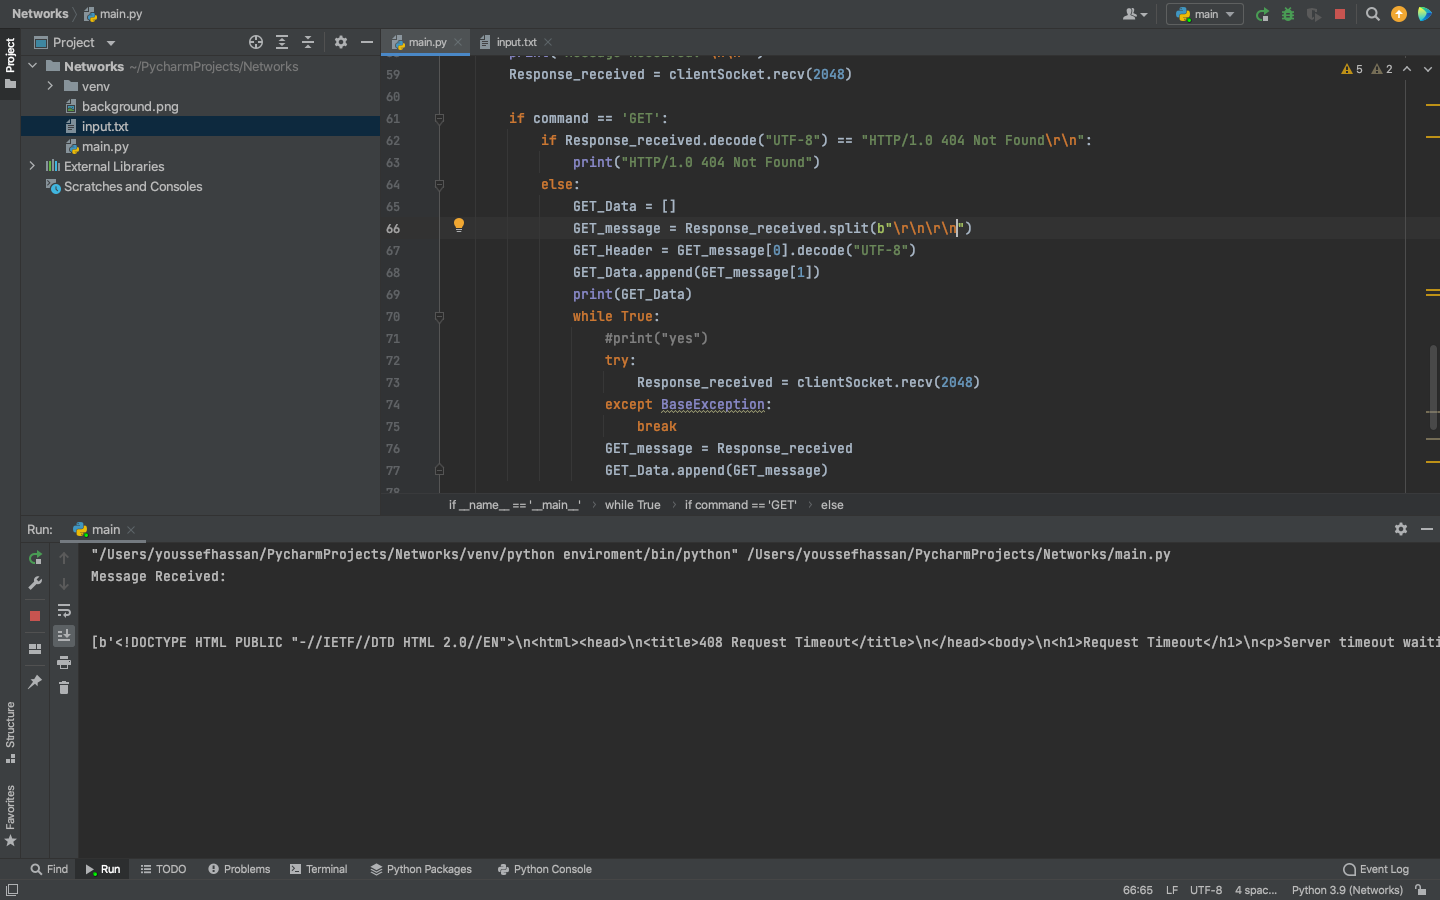 Networks main.py
main
Project
main.py
input.txt
Project
Networks ~/PycharmProjects/Networks
venv
background.png
input.txt
main.py
External Libraries
Scratches and Consoles
5 2
59 Response_received = clientSocket.recv(2048)
60
61 if command == 'GET':
62 if Response_received.decode("UTF-8") == "HTTP/1.0 404 Not Found\r\n":
63 print("HTTP/1.0 404 Not Found")
64 else:
65 GET_Data = []
66 GET_message = Response_received.split(b"\r\n\r\n")
67 GET_Header = GET_message[0].decode("UTF-8")
68 GET_Data.append(GET_message[1])
69 print(GET_Data)
70 while True:
71 #print("yes")
72 try:
73 Response_received = clientSocket.recv(2048)
74 except BaseException:
75 break
76 GET_message = Response_received
77 GET_Data.append(GET_message)
78
if __name__ == '__main__' while True if command == 'GET' else
Run: main
"/Users/youssefhassan/PycharmProjects/Networks/venv/python enviroment/bin/python" /Users/youssefhassan/PycharmProjects/Networks/main.py
Message Received:
[b'<!DOCTYPE HTML PUBLIC "-//IETF//DTD HTML 2.0//EN">\n<html><head>\n<title>408 Request Timeout</title>\n</head><body>\n<h1>Request Timeout</h1>\n<p>Server timeout waiti
Structure
Favorites
Find Run TODO Problems Terminal Python Packages Python Console Event Log
66:65 LF UTF-8 4 spac... Python 3.9 (Networks)